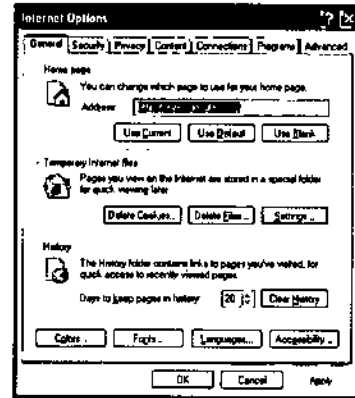 Internet Options
General Security Privacy Content Connections Programs Advanced
Home page
You can change which page to use for your home page.
Address:
Use Current Use Default Use Blank
Temporary Internet files
Pages you view on the Internet are stored in a special folder
for quick viewing later.
Delete Cookies... Delete Files... Settings...
History
The History folder contains links to pages you've visited, for
quick access to recently viewed pages.
Days to keep pages in history: 20 Clear History
Colors... Fonts... Languages... Accessibility...
OK Cancel Apply